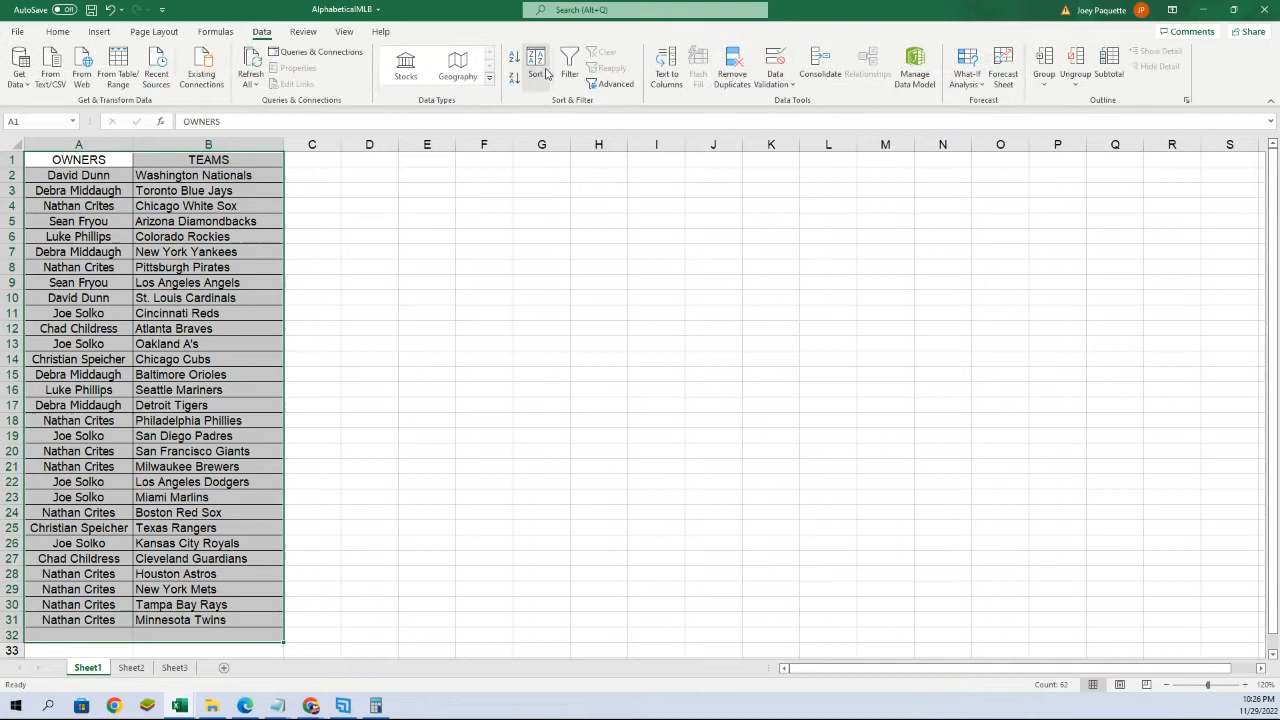 AutoSave Off AlphabeticalMLB Search (Alt+Q) Joey Paquette JP
File Home Insert Page Layout Formulas Data Review View Help Comments Share
Get Data From Text/CSV From Web From Table/Range Recent Sources Existing Connections
Get & Transform Data
Refresh All Queries & Connections Properties Edit Links
Queries & Connections
Stocks Geography
Data Types
Sort Filter Clear Reapply Advanced
Sort & Filter
Text to Columns Flash Fill Remove Duplicates Data Validation Consolidate Relationships Manage Data Model
Data Tools
What-If Analysis Forecast Sheet
Forecast
Group Ungroup Subtotal Show Detail Hide Detail
Outline
A1 fx OWNERS
A B C D E F G H I J K L M N O P Q R S
1 OWNERS TEAMS
2 David Dunn Washington Nationals
3 Debra Middaugh Toronto Blue Jays
4 Nathan Crites Chicago White Sox
5 Sean Fryou Arizona Diamondbacks
6 Luke Phillips Colorado Rockies
7 Debra Middaugh New York Yankees
8 Nathan Crites Pittsburgh Pirates
9 Sean Fryou Los Angeles Angels
10 David Dunn St. Louis Cardinals
11 Joe Solko Cincinnati Reds
12 Chad Childress Atlanta Braves
13 Joe Solko Oakland A's
14 Christian Speicher Chicago Cubs
15 Debra Middaugh Baltimore Orioles
16 Luke Phillips Seattle Mariners
17 Debra Middaugh Detroit Tigers
18 Nathan Crites Philadelphia Phillies
19 Joe Solko San Diego Padres
20 Nathan Crites San Francisco Giants
21 Nathan Crites Milwaukee Brewers
22 Joe Solko Los Angeles Dodgers
23 Joe Solko Miami Marlins
24 Nathan Crites Boston Red Sox
25 Christian Speicher Texas Rangers
26 Joe Solko Kansas City Royals
27 Chad Childress Cleveland Guardians
28 Nathan Crites Houston Astros
29 Nathan Crites New York Mets
30 Nathan Crites Tampa Bay Rays
31 Nathan Crites Minnesota Twins
32
33
Sheet1 Sheet2 Sheet3
Ready Count: 62 120%
10:26 PM
11/29/2022